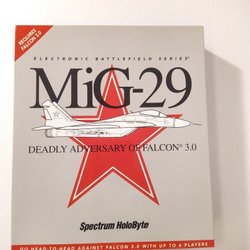 REQUIRES
FALCON 3.0
ELECTRONIC BATTLEFIELD SERIES®
MiG-29
DEADLY ADVERSARY OF FALCON® 3.0
Spectrum HoloByte
GO HEAD TO HEAD AGAINST FALCON 3.0 WITH UP TO 6 PLAYERS